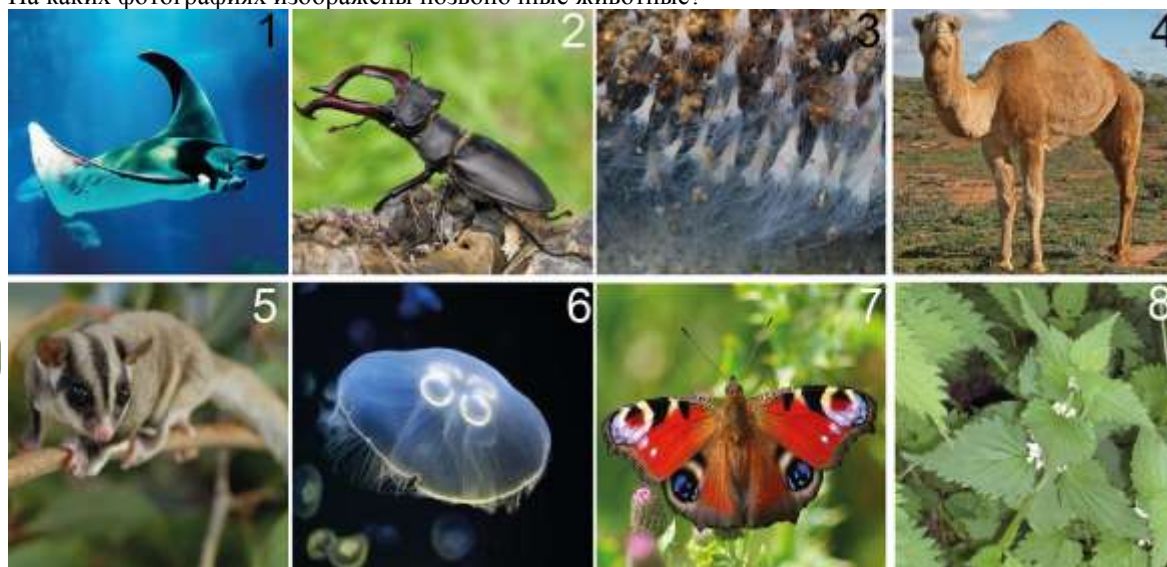 На каких фотографиях изображены позвоночные животные?
1 2 3 4
5 6 7 8